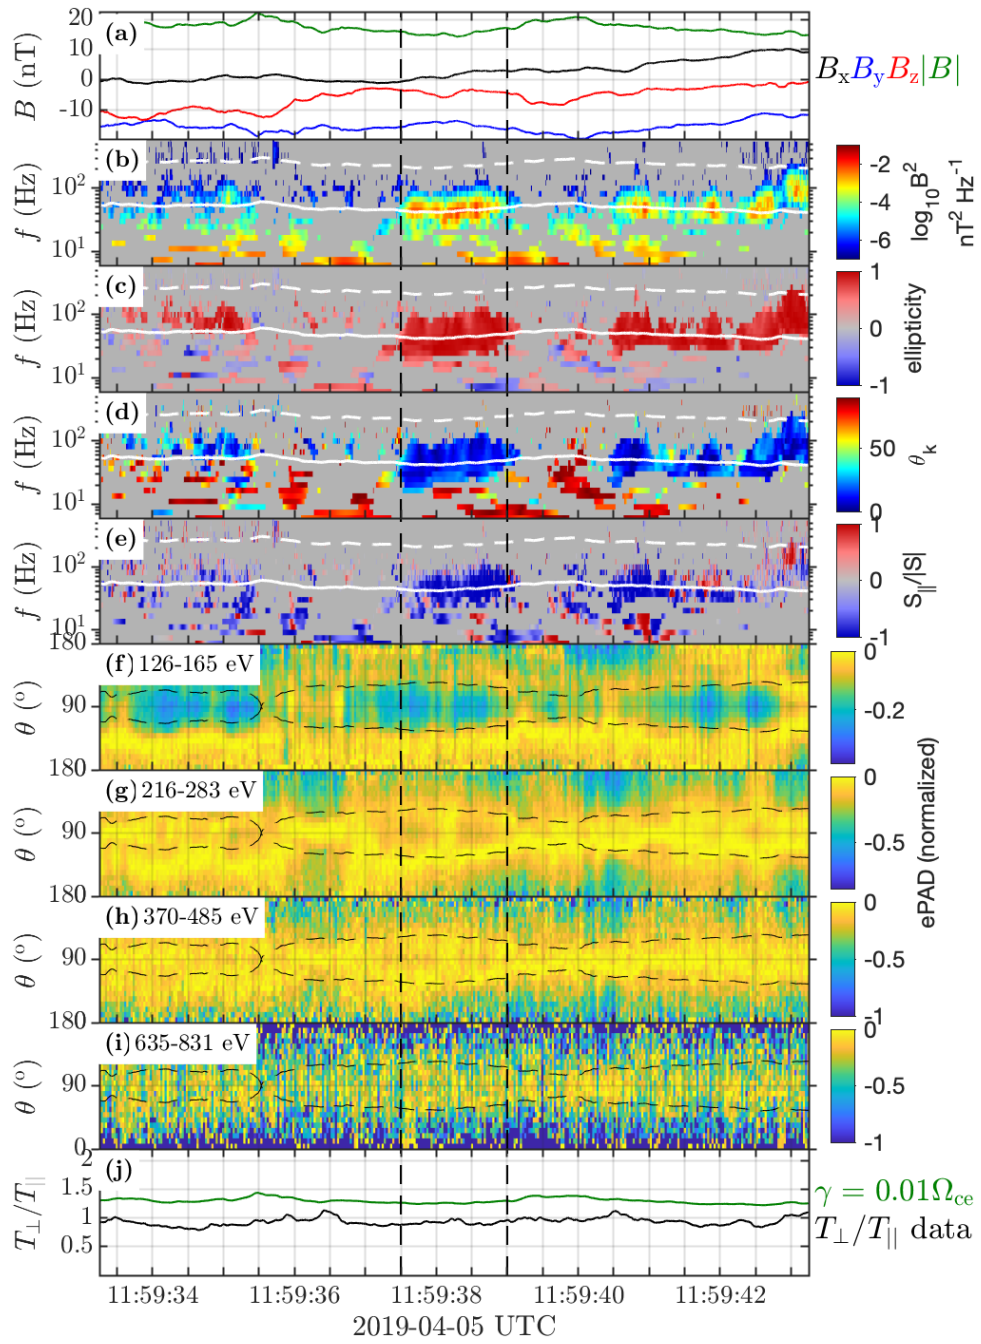 20
10
0
-10
B (nT)
(a)
BxByBz|B|
(b)
f (Hz)
10²
10¹
-2
-4
-6
log₁₀B²
nT² Hz⁻¹
(c)
f (Hz)
10²
10¹
1
0
-1
ellipticity
(d)
f (Hz)
10²
10¹
50
0
θk
(e)
f (Hz)
10²
10¹
1
0
-1
S||/|S|
180
(f) 126-165 eV
θ (º)
90
180
0
-0.2
(g) 216-283 eV
θ (º)
90
180
0
-0.5
ePAD (normalized)
(h) 370-485 eV
θ (º)
90
180
0
-0.5
-1
(i) 635-831 eV
θ (º)
90
0
0
-0.5
-1
(j)
T⊥/T||
2
1.5
1
0.5
γ = 0.01Ωce
T⊥/T|| data
11:59:34 11:59:36 11:59:38 11:59:40 11:59:42
2019-04-05 UTC